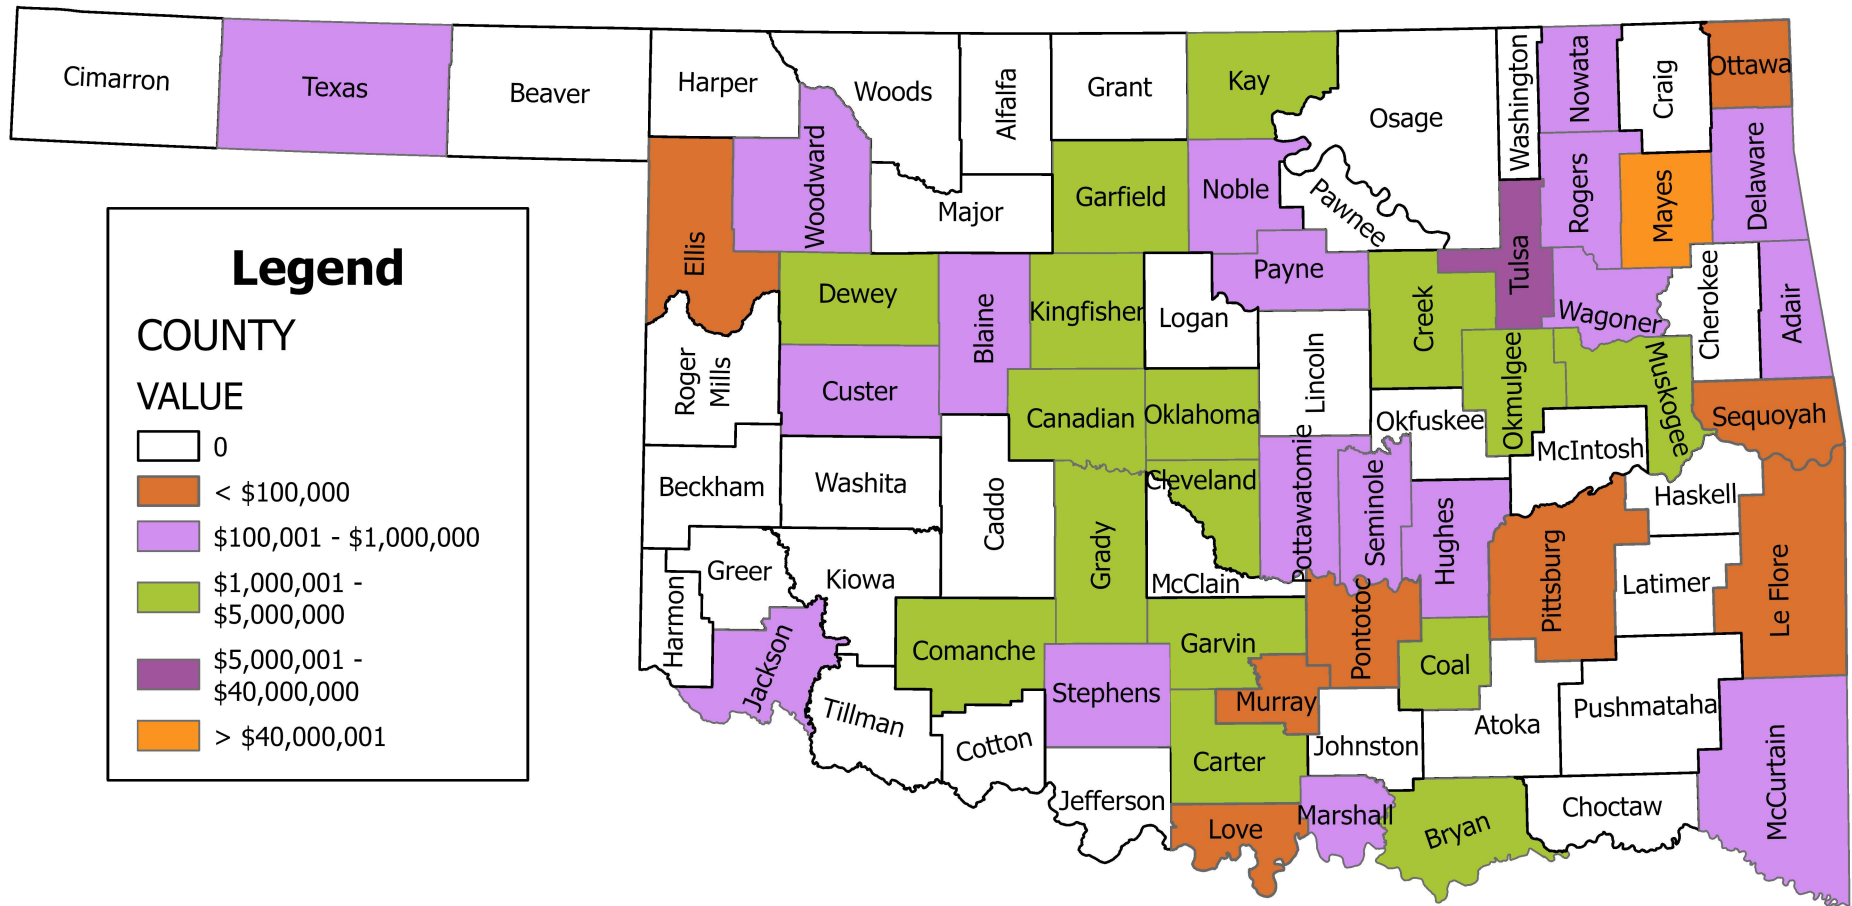 Cimarron
Texas
Beaver
Harper
Woods
Alfalfa
Grant
Kay
Osage
Washington
Nowata
Craig
Ottawa
Woodward
Ellis
Major
Garfield
Noble
Pawnee
Rogers
Mayes
Delaware
Tulsa
Legend
COUNTY
VALUE
0
< $100,000
$100,001 - $1,000,000
$1,000,001 -
$5,000,000
$5,000,001 -
$40,000,000
> $40,000,001
Dewey
Blaine
Kingfisher
Logan
Payne
Creek
Wagoner
Cherokee
Adair
Roger
Mills
Custer
Canadian
Oklahoma
Lincoln
Okfuskee
Okmulgee
Muskogee
McIntosh
Sequoyah
Beckham
Washita
Caddo
Grady
Cleveland
Pottawatomie
Seminole
Hughes
Haskell
Pittsburg
Latimer
Le Flore
Greer
Kiowa
Harmon
Jackson
McClain
Comanche
Garvin
Pontotoc
Coal
Stephens
Murray
Tillman
Cotton
Johnston
Atoka
Pushmataha
Carter
Jefferson
Love
Marshall
Bryan
Choctaw
McCurtain